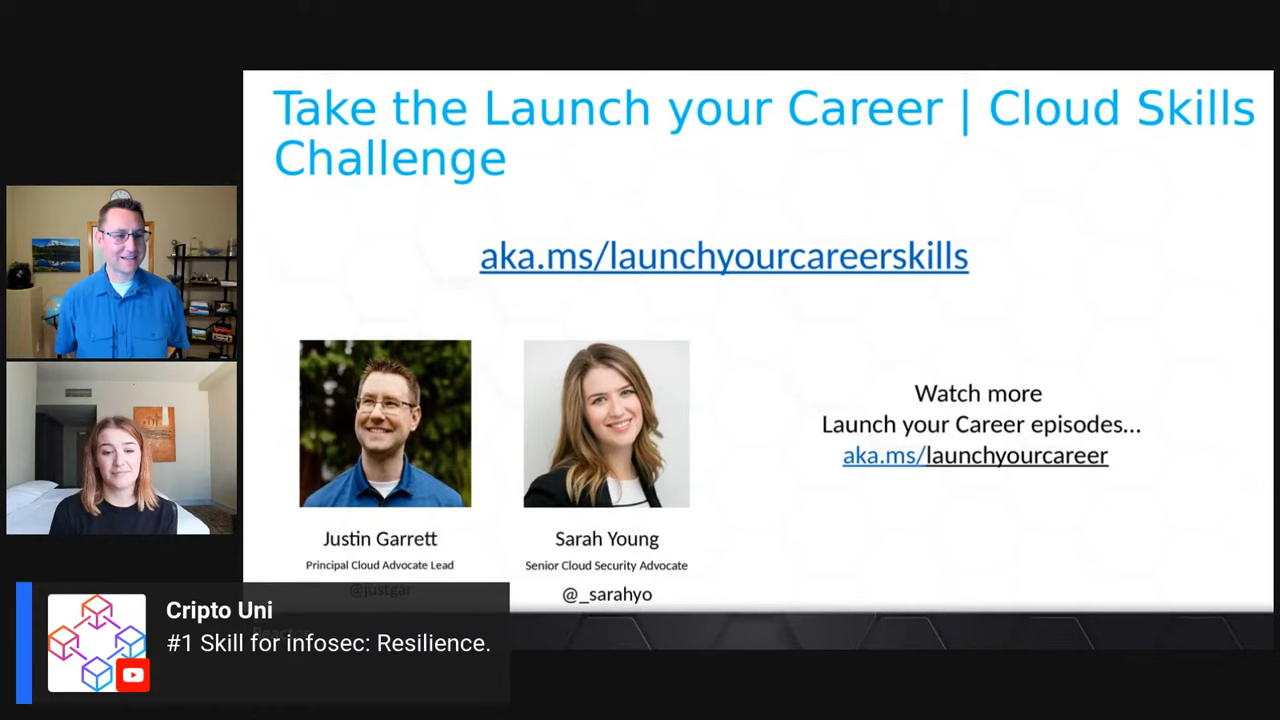 Take the Launch your Career | Cloud Skills
Challenge
aka.ms/launchyourcareerskills
Watch more
Launch your Career episodes...
aka.ms/launchyourcareer
Justin Garrett
Principal Cloud Advocate Lead
@justgar
Sarah Young
Senior Cloud Security Advocate
@_sarahyo
Cripto Uni
#1 Skill for infosec: Resilience.